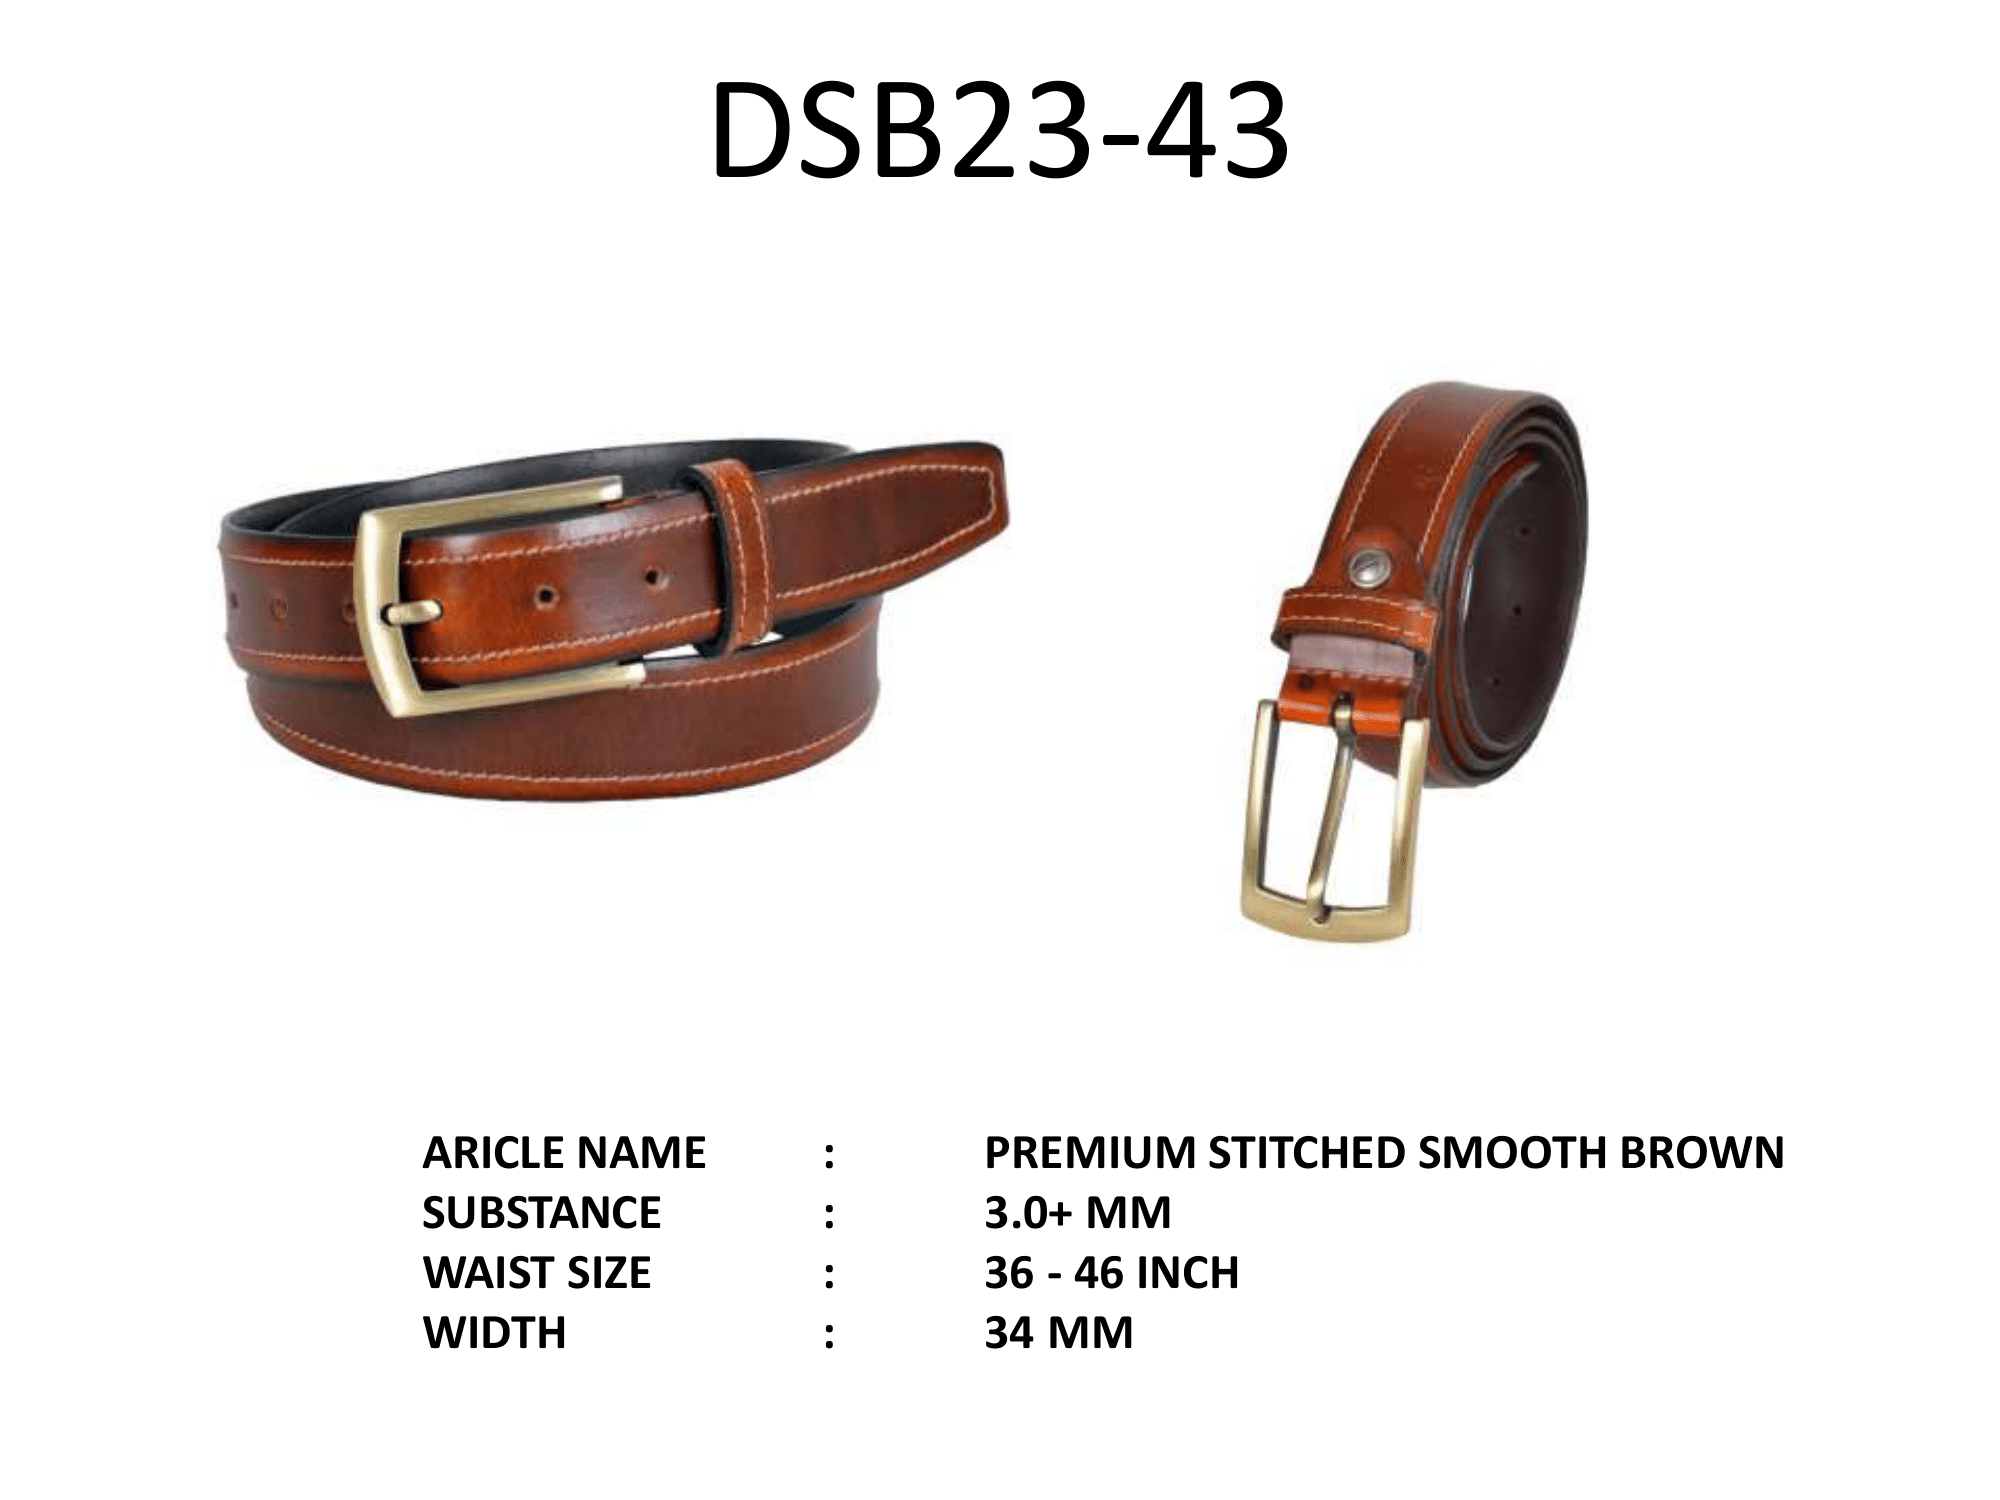 DSB23-43
ARICLE NAME : PREMIUM STITCHED SMOOTH BROWN
SUBSTANCE : 3.0+ MM
WAIST SIZE : 36 - 46 INCH
WIDTH : 34 MM